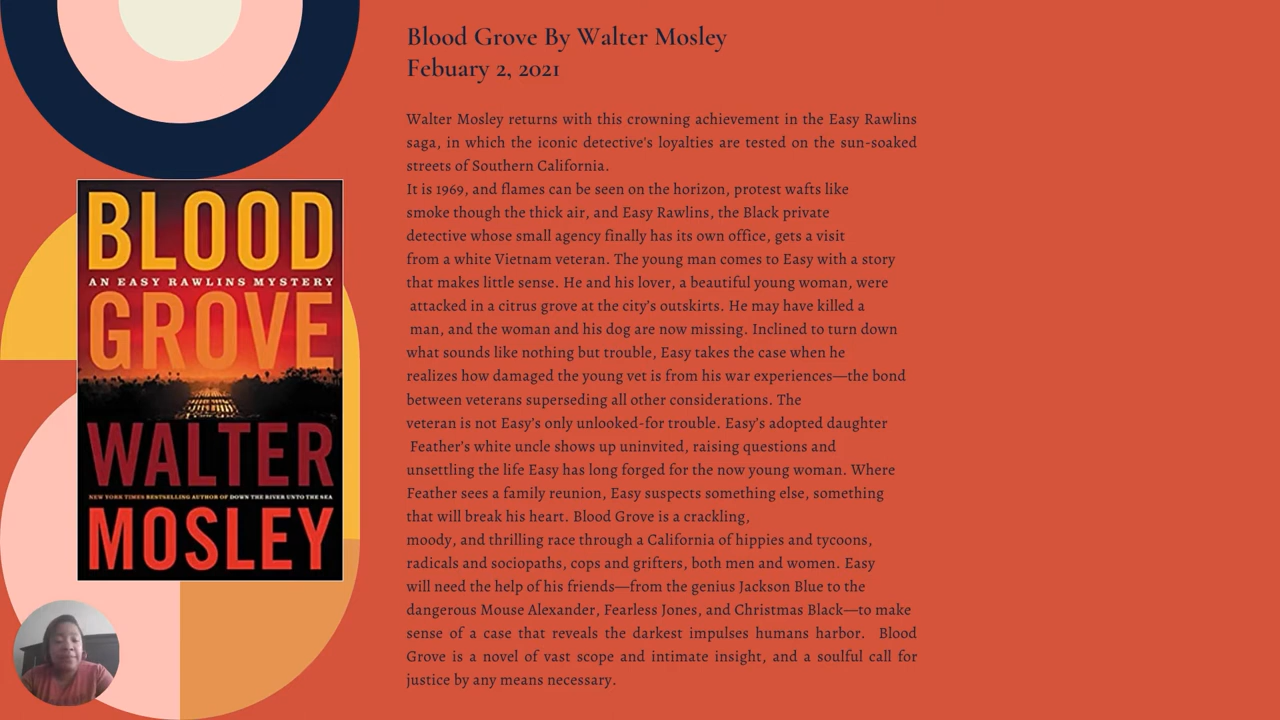 Blood Grove By Walter Mosley
Febuary 2, 2021
Walter Mosley returns with this crowning achievement in the Easy Rawlins
saga, in which the iconic detective's loyalties are tested on the sun-soaked
streets of Southern California.
It is 1969, and flames can be seen on the horizon, protest wafts like
smoke though the thick air, and Easy Rawlins, the Black private
detective whose small agency finally has its own office, gets a visit
from a white Vietnam veteran. The young man comes to Easy with a story
that makes little sense. He and his lover, a beautiful young woman, were
attacked in a citrus grove at the city's outskirts. He may have killed a
man, and the woman and his dog are now missing. Inclined to turn down
what sounds like nothing but trouble, Easy takes the case when he
realizes how damaged the young vet is from his war experiences—the bond
between veterans superseding all other considerations. The
veteran is not Easy's only unlooked-for trouble. Easy's adopted daughter
Feather's white uncle shows up uninvited, raising questions and
unsettling the life Easy has long forged for the now young woman. Where
Feather sees a family reunion, Easy suspects something else, something
that will break his heart. Blood Grove is a crackling,
moody, and thrilling race through a California of hippies and tycoons,
radicals and sociopaths, cops and grifters, both men and women. Easy
will need the help of his friends—from the genius Jackson Blue to the
dangerous Mouse Alexander, Fearless Jones, and Christmas Black—to make
sense of a case that reveals the darkest impulses humans harbor. Blood
Grove is a novel of vast scope and intimate insight, and a soulful call for
justice by any means necessary.
BLOOD
AN EASY RAWLINS MYSTERY
GROVE
WALTER
NEW YORK TIMES BESTSELLING AUTHOR OF DOWN THE RIVER UNTO THE SEA
MOSLEY